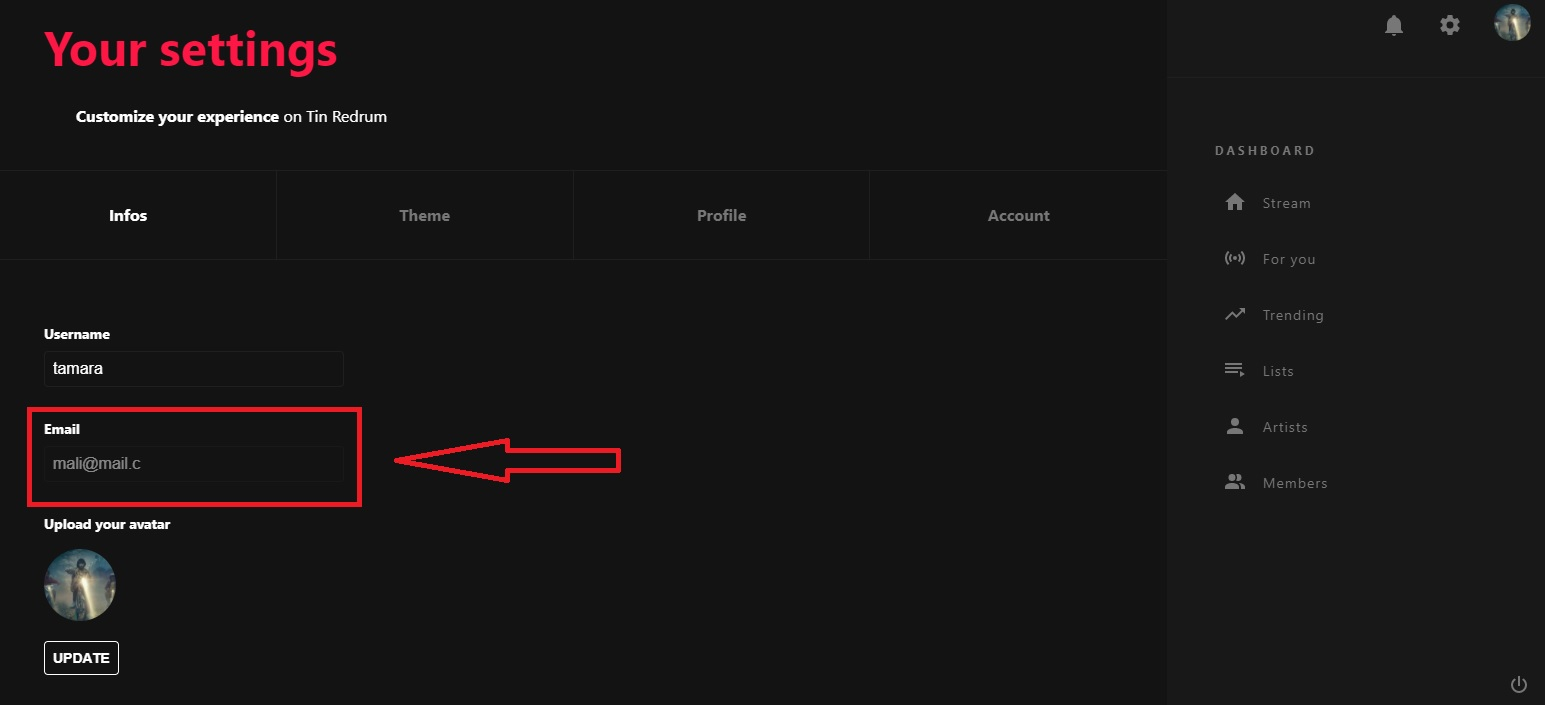 Your settings
Customize your experience on Tin Redrum
Infos
Theme
Profile
Account
Username
tamara
Email
mali@mail.c
Upload your avatar
UPDATE
DASHBOARD
Stream
For you
Trending
Lists
Artists
Members